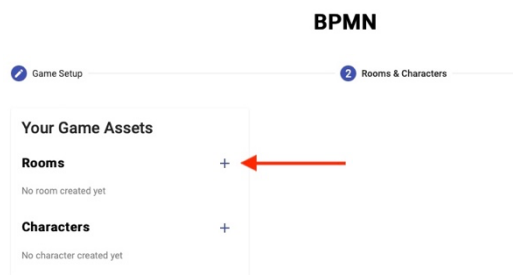 BPMN
Game Setup
2 Rooms & Characters
Your Game Assets
Rooms +
No room created yet
Characters +
No character created yet